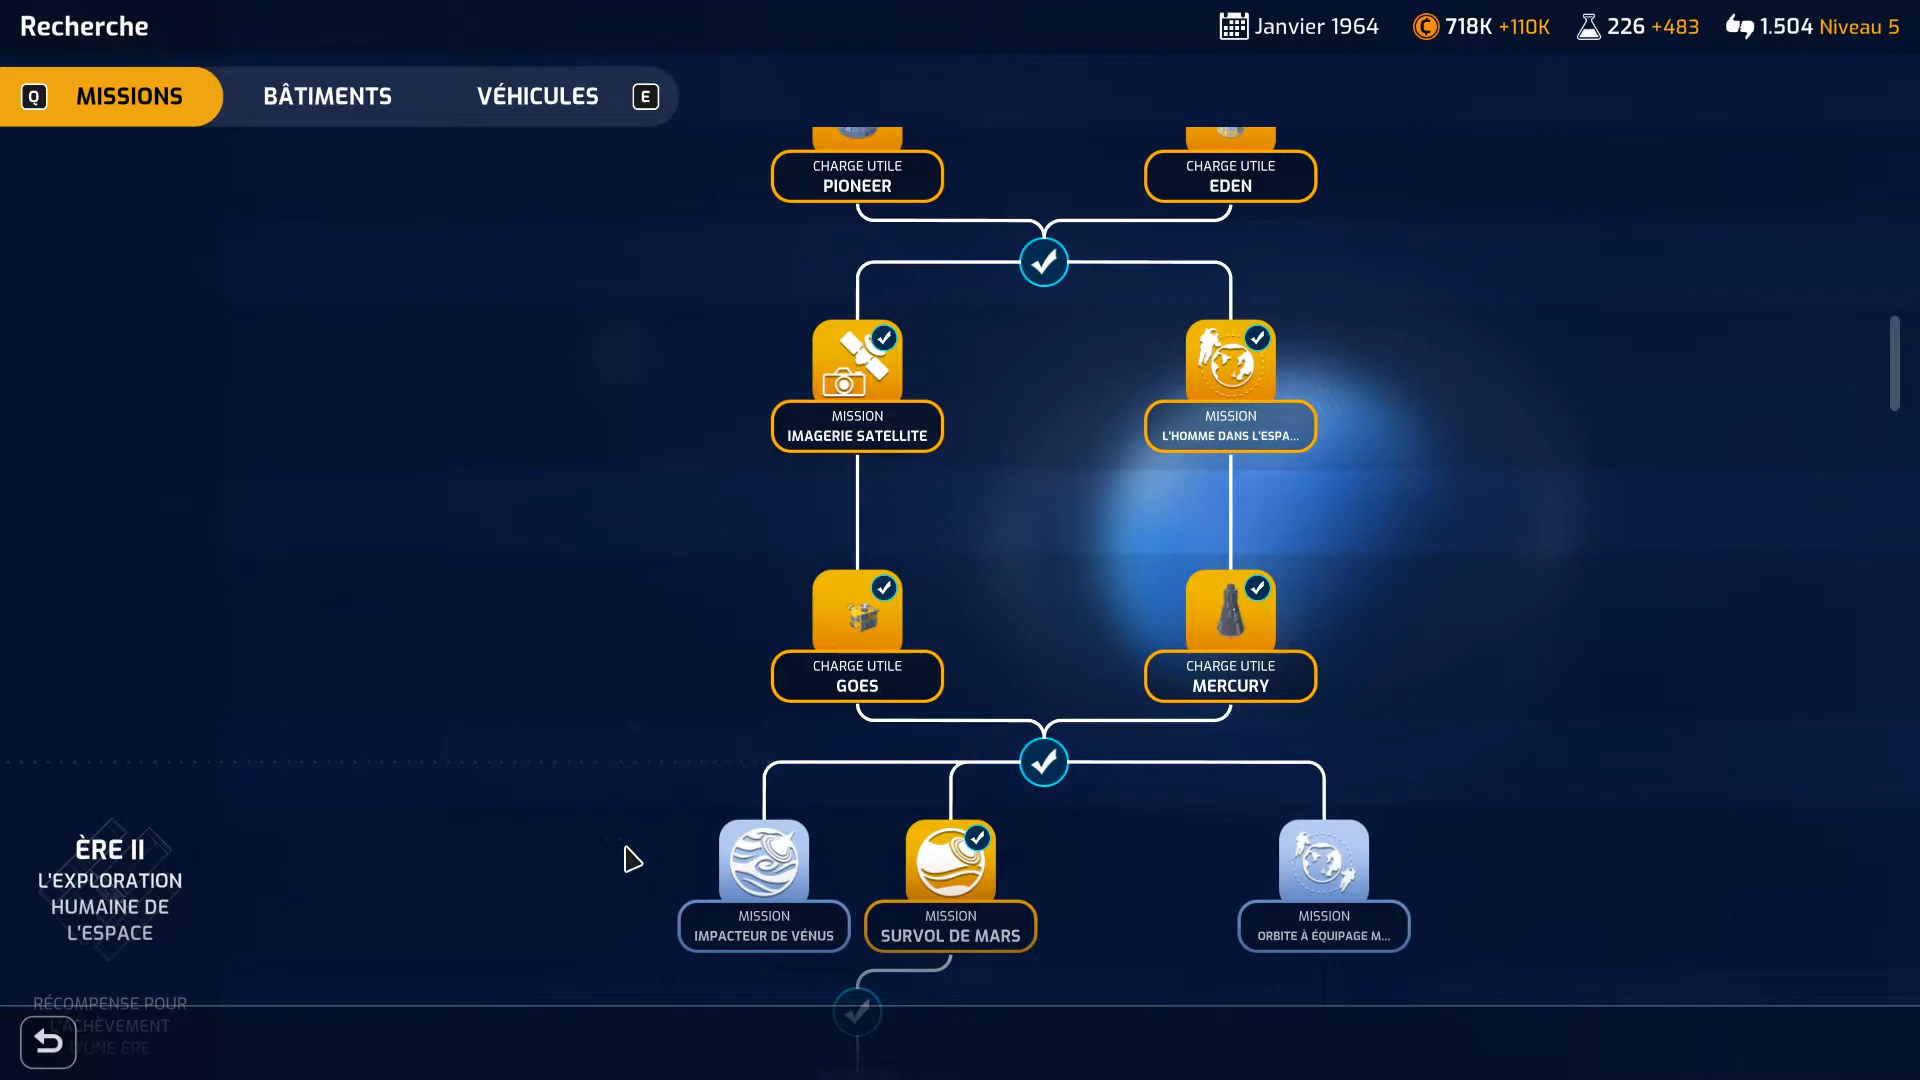 Recherche
Janvier 1964
718K +110K
226 +483
1.504 Niveau 5
Q
MISSIONS
BÂTIMENTS
VÉHICULES
E
CHARGE UTILE
PIONEER
CHARGE UTILE
EDEN
MISSION
IMAGERIE SATELLITE
MISSION
L'HOMME DANS L'ESPA...
CHARGE UTILE
GOES
CHARGE UTILE
MERCURY
ÈRE II
L'EXPLORATION
HUMAINE DE
L'ESPACE
MISSION
IMPACTEUR DE VÉNUS
MISSION
SURVOL DE MARS
MISSION
ORBITE À ÉQUIPAGE M...
RÉCOMPENSE POUR
L'ACHÈVEMENT
D'UNE ÈRE